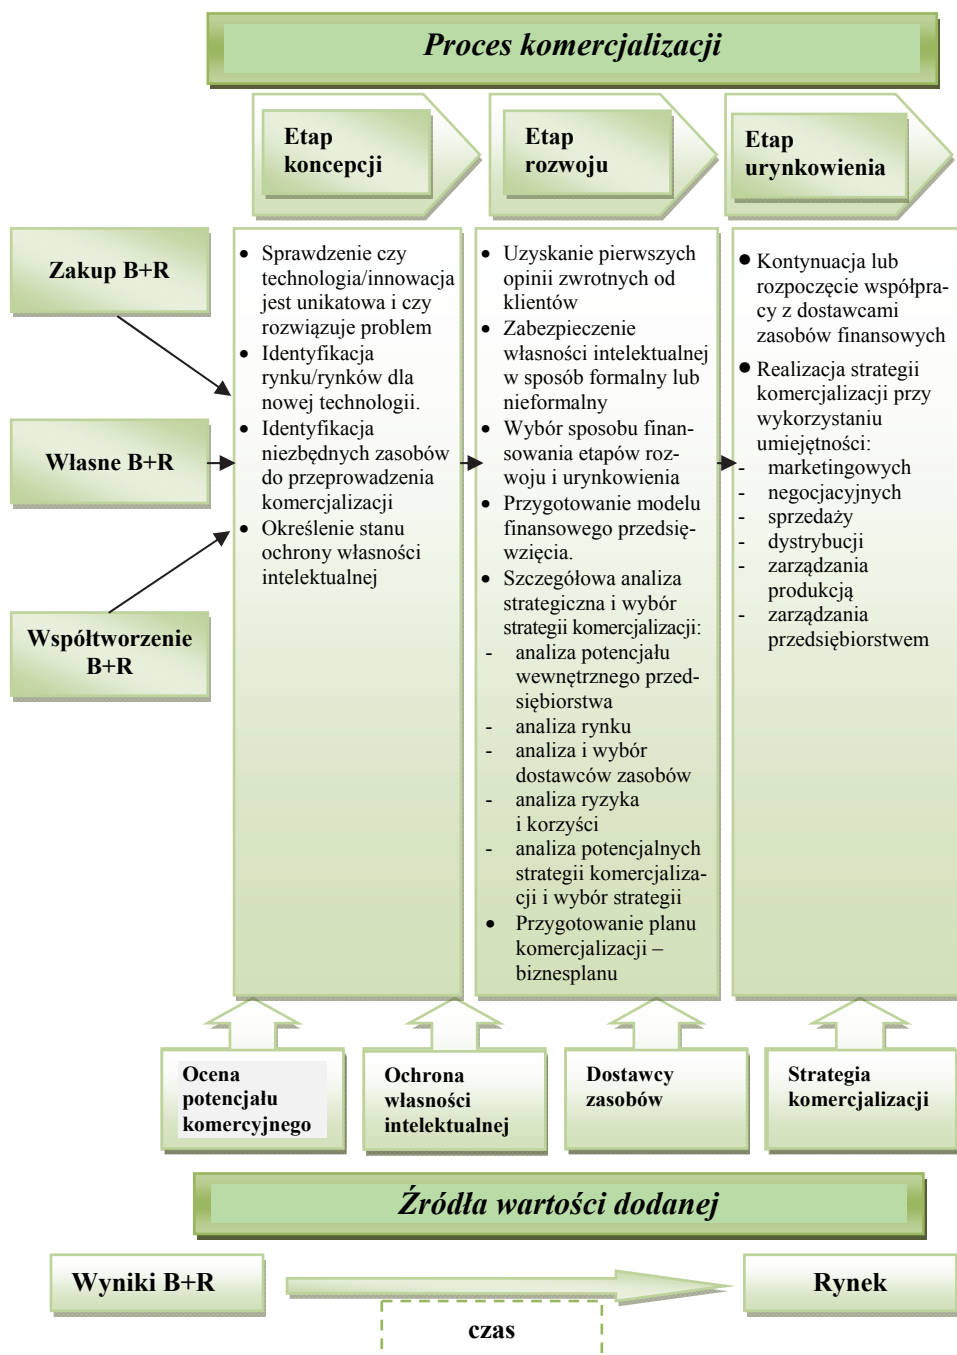 Proces komercjalizacji
Etap
koncepcji
Etap
rozwoju
Etap
urynkowienia
Zakup B+R
Własne B+R
Współtworzenie
B+R
• Sprawdzenie czy
technologia/innowacja
jest unikatowa i czy
rozwiązuje problem
• Identyfikacja
rynku/rynków dla
nowej technologii.
• Identyfikacja
niezbędnych zasobów
do przeprowadzenia
komercjalizacji
• Określenie stanu
ochrony własności
intelektualnej
• Uzyskanie pierwszych
opinii zwrotnych od
klientów
• Zabezpieczenie
własności intelektualnej
w sposób formalny lub
nieformalny
• Wybór sposobu finan-
sowania etapów roz-
woju i urynkowienia
• Przygotowanie modelu
finansowego przedsię-
wzięcia.
• Szczegółowa analiza
strategiczna i wybór
strategii komercjalizacji:
- analiza potencjału
wewnętrznego przed-
siębiorstwa
- analiza rynku
- analiza i wybór
dostawców zasobów
- analiza ryzyka
i korzyści
- analiza potencjalnych
strategii komercjaliza-
cji i wybór strategii
• Przygotowanie planu
komercjalizacji –
biznesplanu
• Kontynuacja lub
rozpoczęcie współpra-
cy z dostawcami
zasobów finansowych
• Realizacja strategii
komercjalizacji przy
wykorzystaniu
umiejętności:
- marketingowych
- negocjacyjnych
- sprzedaży
- dystrybucji
- zarządzania
produkcją
- zarządzania
przedsiębiorstwem
Ocena
potencjału
komercyjnego
Ochrona
własności
intelektualnej
Dostawcy
zasobów
Strategia
komercjalizacji
Źródła wartości dodanej
Wyniki B+R
Rynek
czas